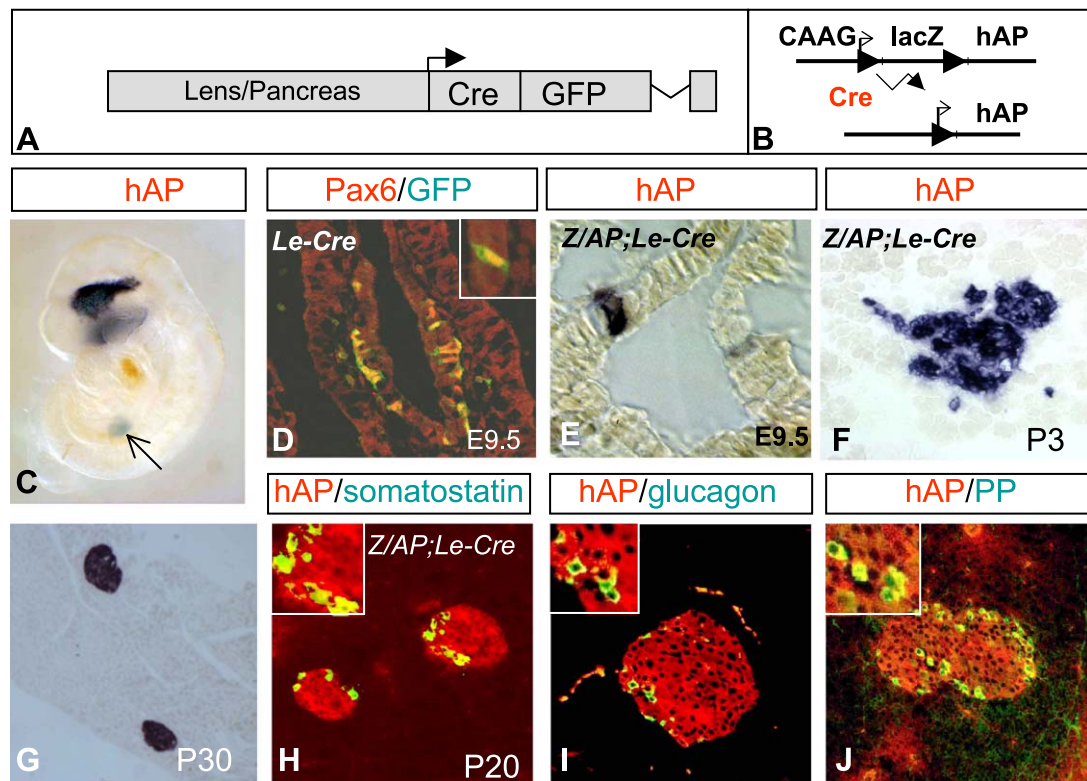 Lens/Pancreas Cre GFP
A
CAAG lacZ hAP
Cre
hAP
B
hAP
C
Pax6/GFP
Le-Cre
D E9.5
hAP
Z/AP;Le-Cre
E E9.5
hAP
Z/AP;Le-Cre
F P3
G P30
hAP/somatostatin
Z/AP;Le-Cre
H P20
hAP/glucagon
I
hAP/PP
J